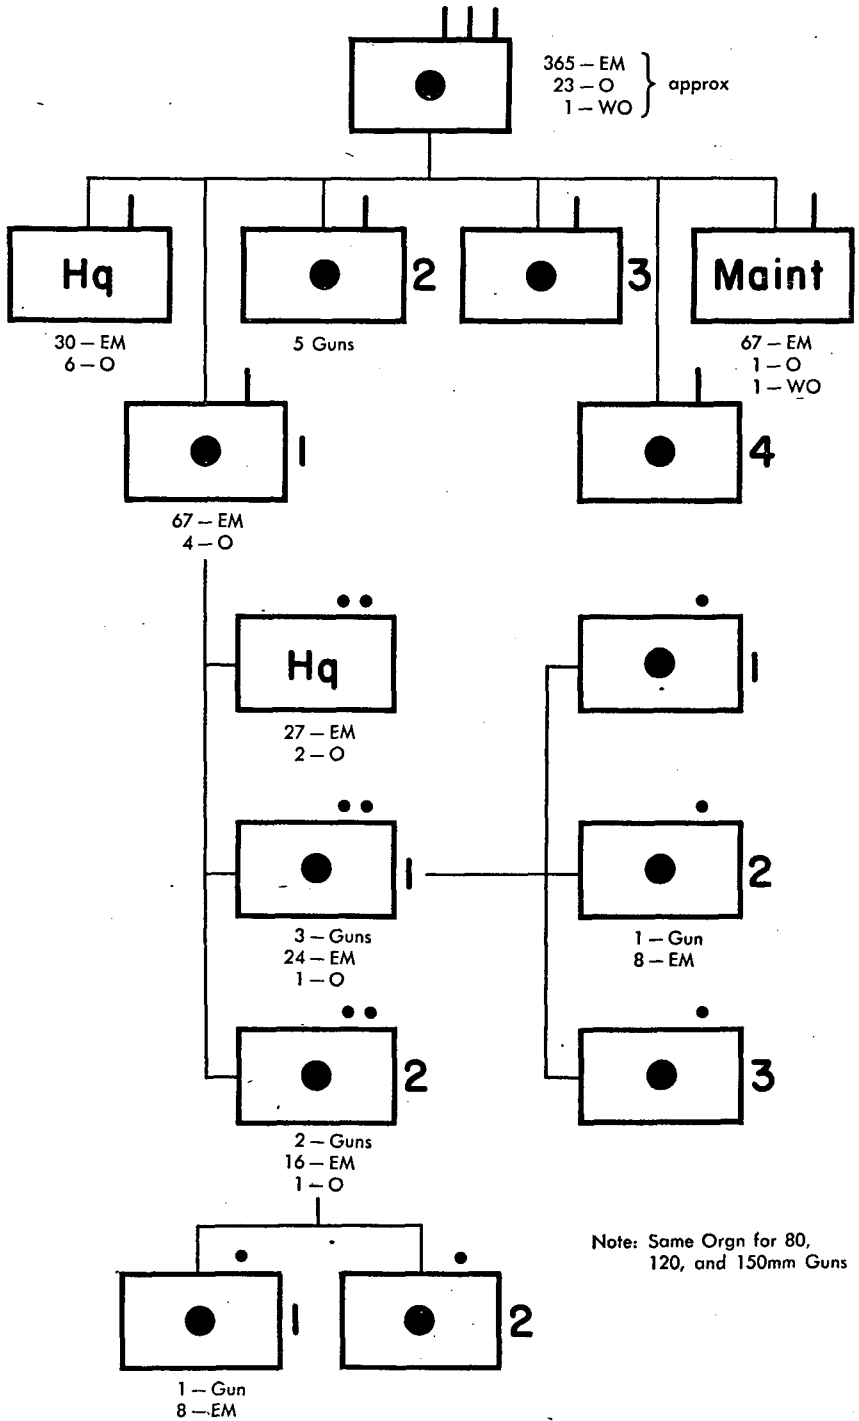 365 — EM
23 — O
1 — WO
approx
Hq
2
3
Maint
30 — EM
6 — O
5 Guns
67 — EM
1 — O
1 — WO
1
4
67 — EM
4 — O
Hq
1
27 — EM
2 — O
1
2
3 — Guns
24 — EM
1 — O
1 — Gun
8 — EM
2
3
2 — Guns
16 — EM
1 — O
Note: Same Orgn for 80,
120, and 150mm Guns
1
2
1 — Gun
8 — EM